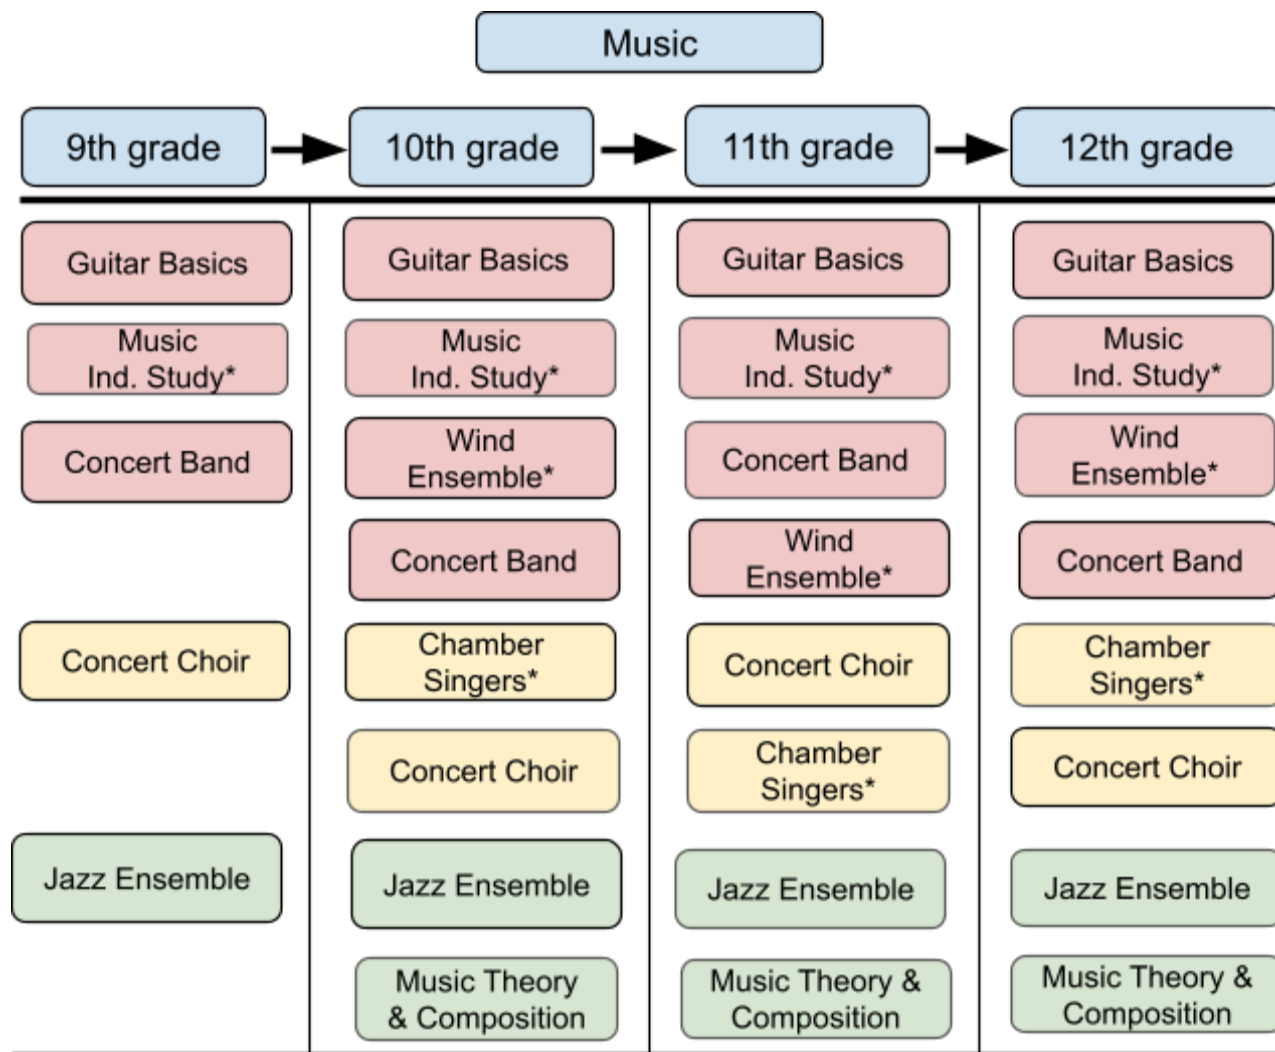 Music
9th grade
10th grade
11th grade
12th grade
Guitar Basics
Music
Ind. Study*
Concert Band
Concert Choir
Jazz Ensemble
Guitar Basics
Music
Ind. Study*
Wind
Ensemble*
Concert Band
Chamber
Singers*
Concert Choir
Jazz Ensemble
Music Theory
& Composition
Guitar Basics
Music
Ind. Study*
Concert Band
Wind
Ensemble*
Concert Choir
Chamber
Singers*
Jazz Ensemble
Music Theory &
Composition
Guitar Basics
Music
Ind. Study*
Wind
Ensemble*
Concert Band
Chamber
Singers*
Concert Choir
Jazz Ensemble
Music Theory &
Composition